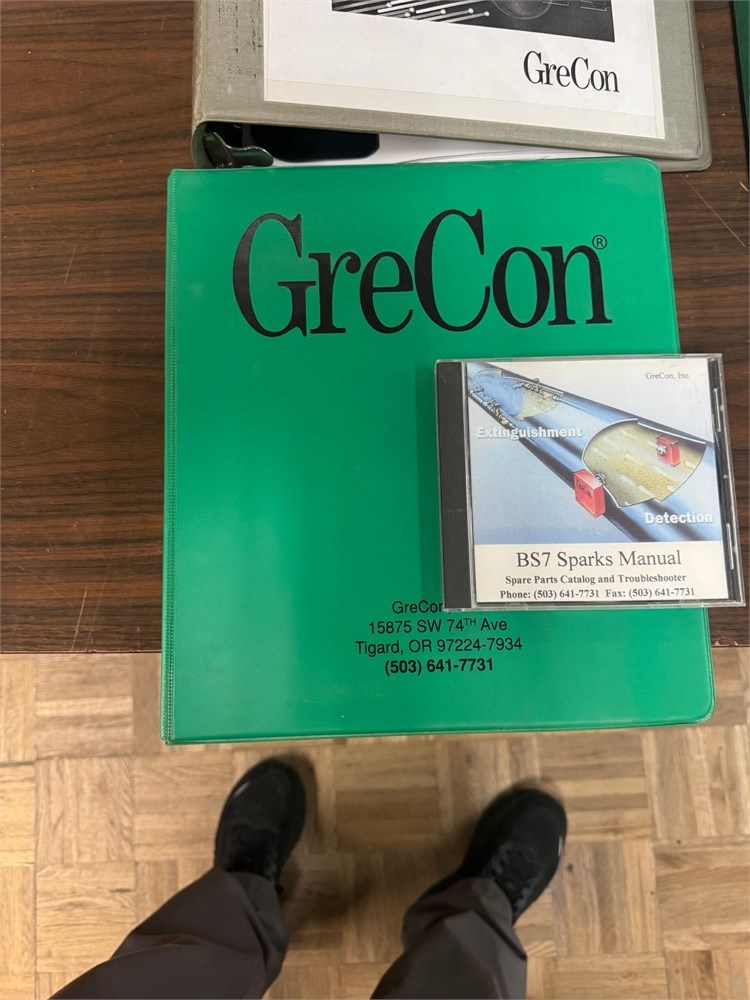 GreCon
GreCon®
GreCon, Inc.
Extinguishment
Detection
BS7 Sparks Manual
Spare Parts Catalog and Troubleshooter
Phone: (503) 641-7731 Fax: (503) 641-7731
GreCon
15875 SW 74TH Ave
Tigard, OR 97224-7934
(503) 641-7731